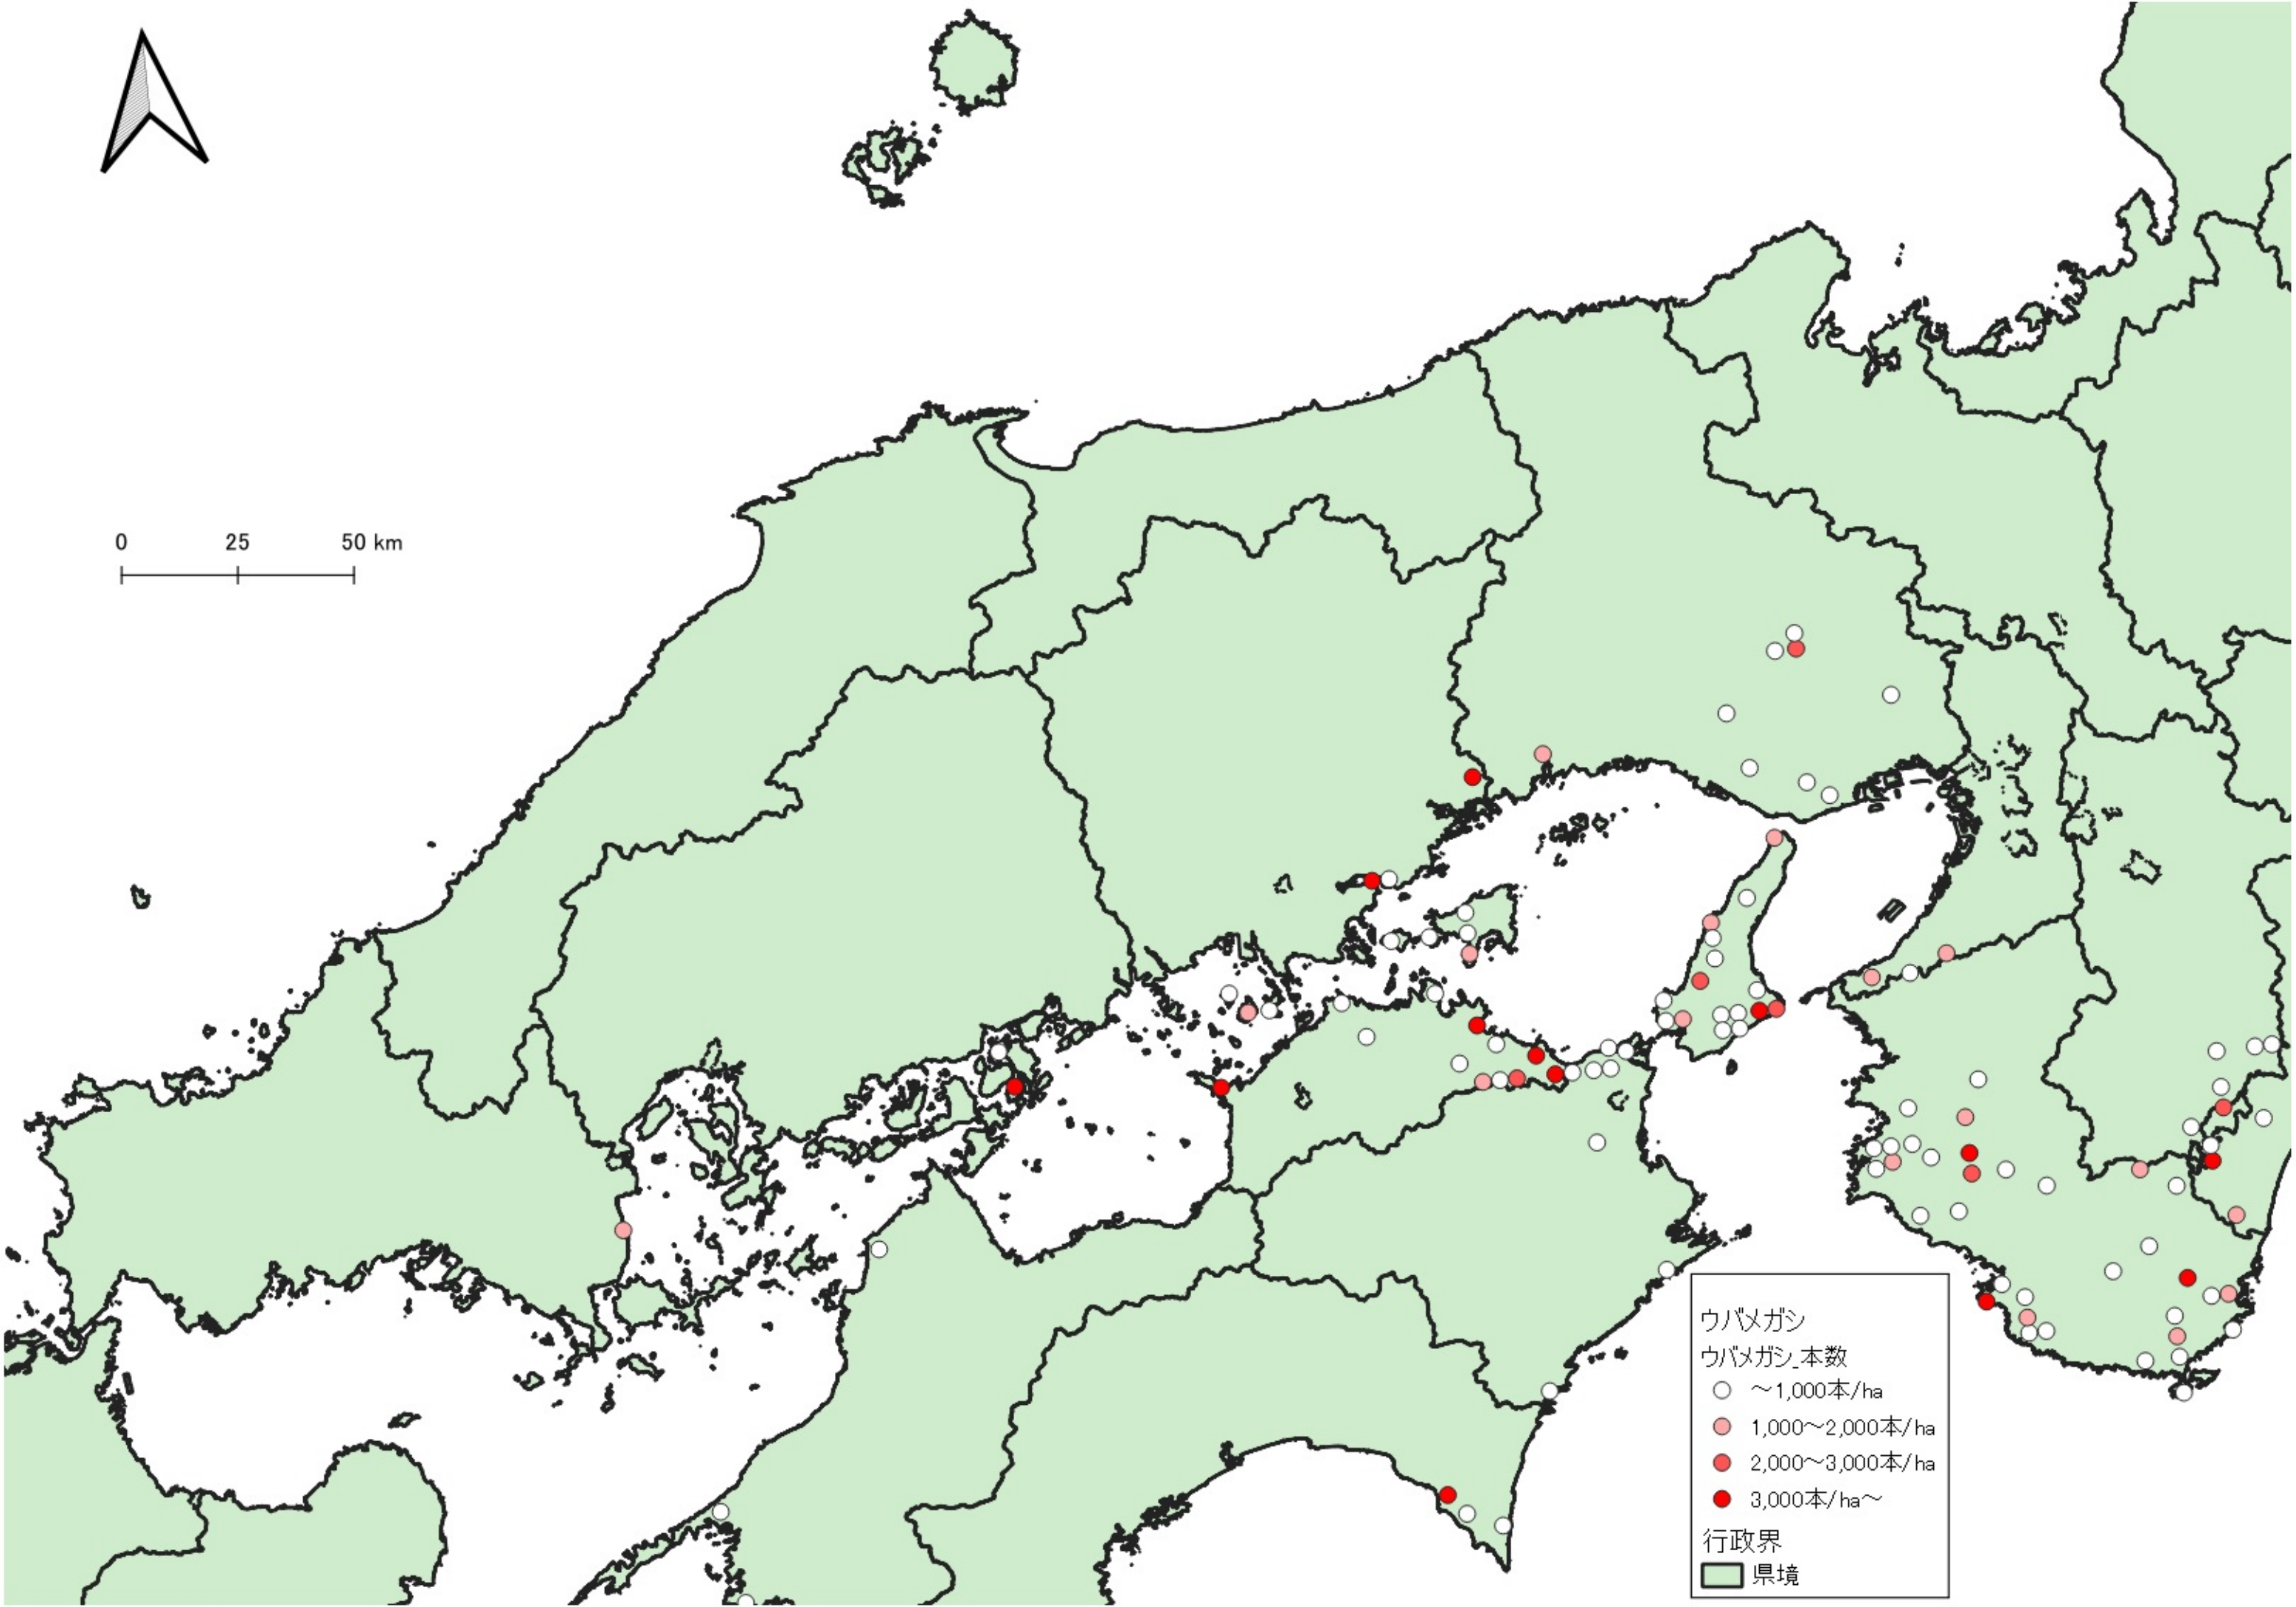 0 25 50 km
ウバメガシ
ウバメガシ_本数
～1,000本/ha
1,000～2,000本/ha
2,000～3,000本/ha
3,000本/ha～
行政界
県境